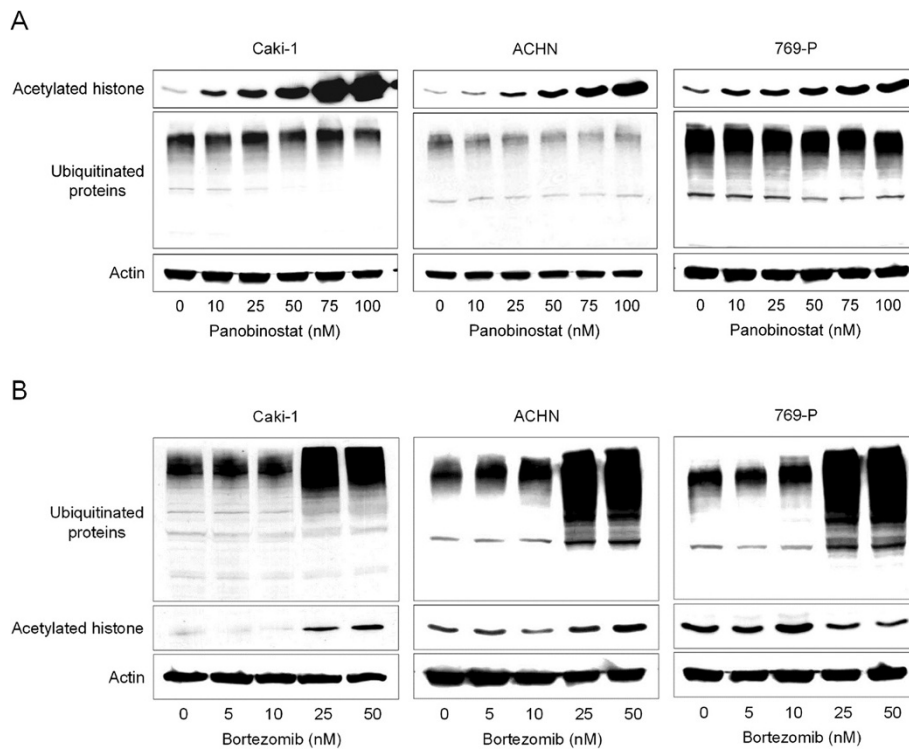 A
Caki-1 ACHN 769-P
Acetylated histone
Ubiquitinated
proteins
Actin
0 10 25 50 75 100 0 10 25 50 75 100 0 10 25 50 75 100
Panobinostat (nM) Panobinostat (nM) Panobinostat (nM)
B
Caki-1 ACHN 769-P
Ubiquitinated
proteins
Acetylated histone
Actin
0 5 10 25 50 0 5 10 25 50 0 5 10 25 50
Bortezomib (nM) Bortezomib (nM) Bortezomib (nM)